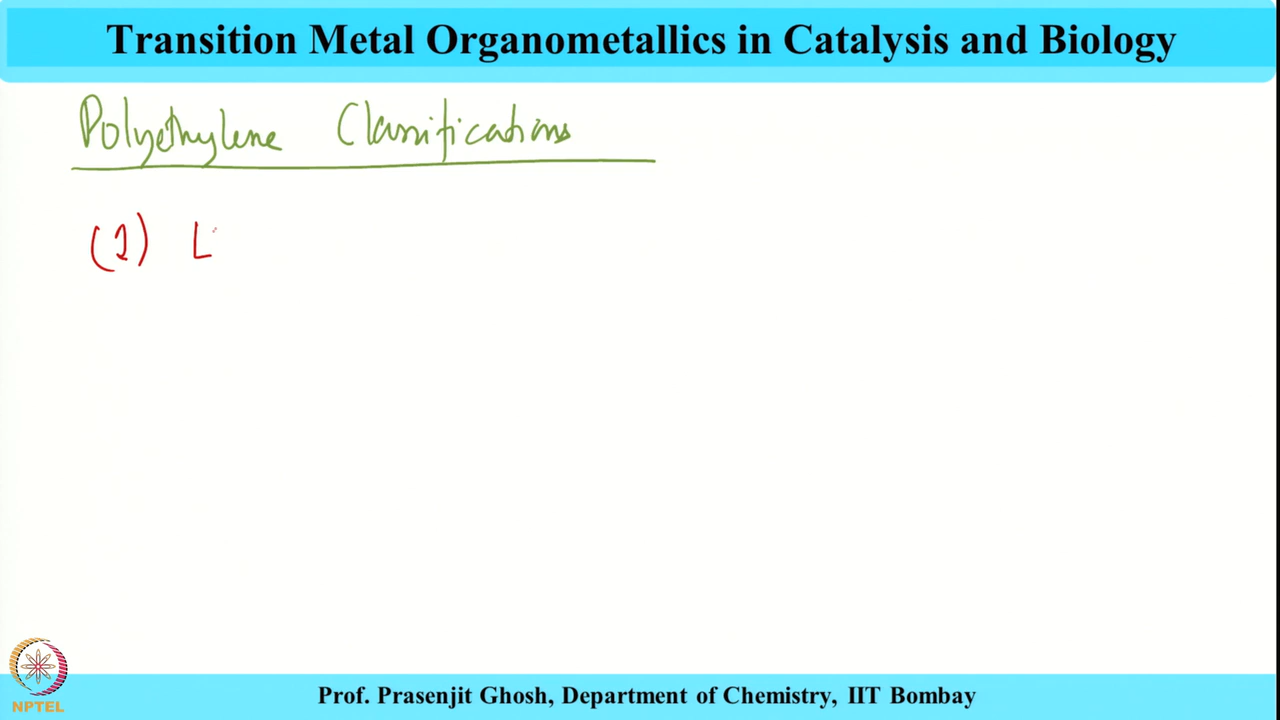 Transition Metal Organometallics in Catalysis and Biology
Polyethylene Classifications
(1) L
NPTEL
Prof. Prasenjit Ghosh, Department of Chemistry, IIT Bombay